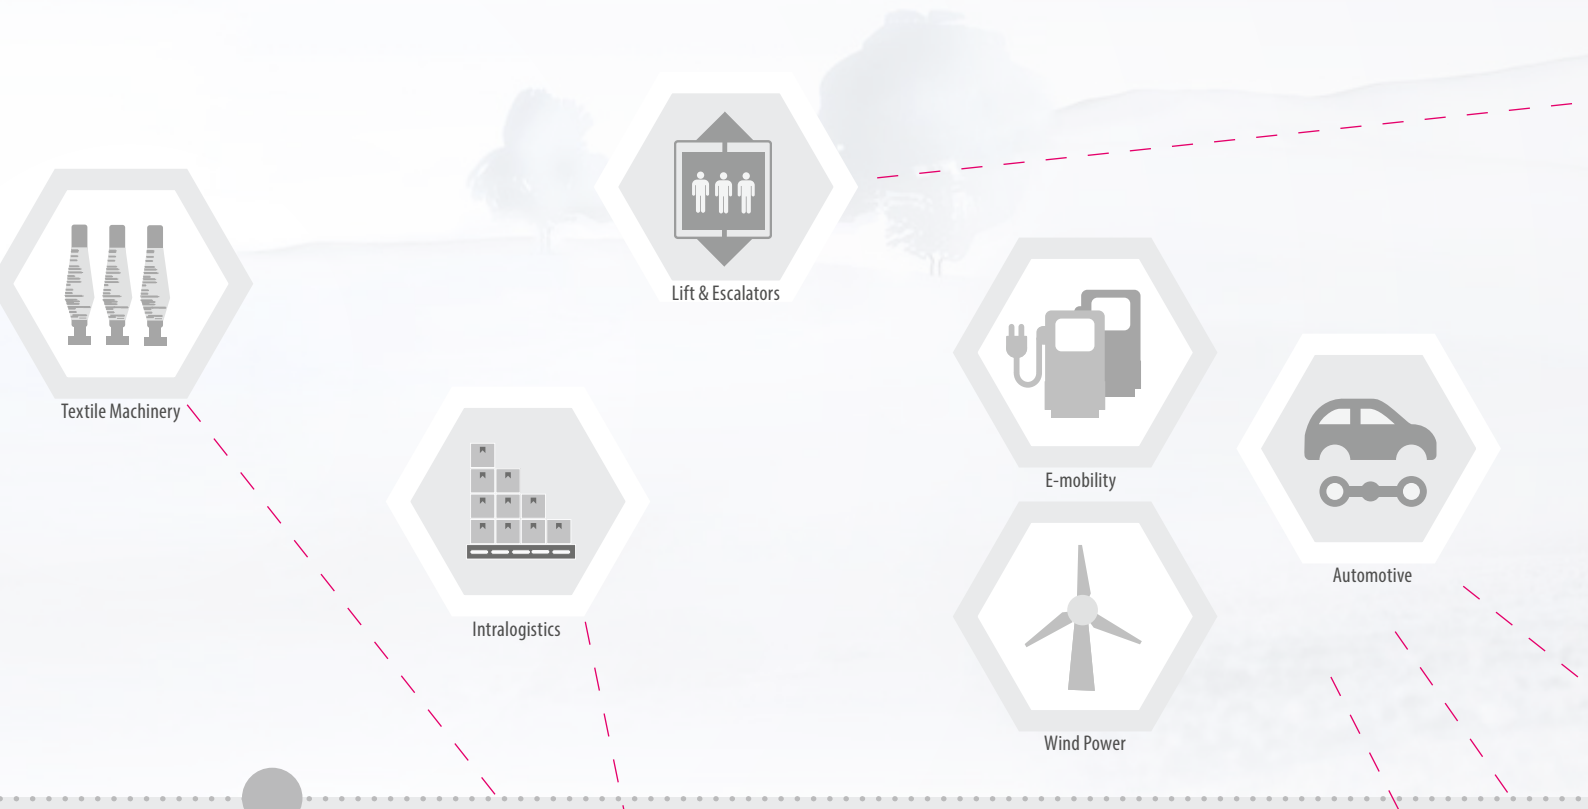 Lift & Escalators
Textile Machinery
E-mobility
Automotive
Intralogistics
Wind Power